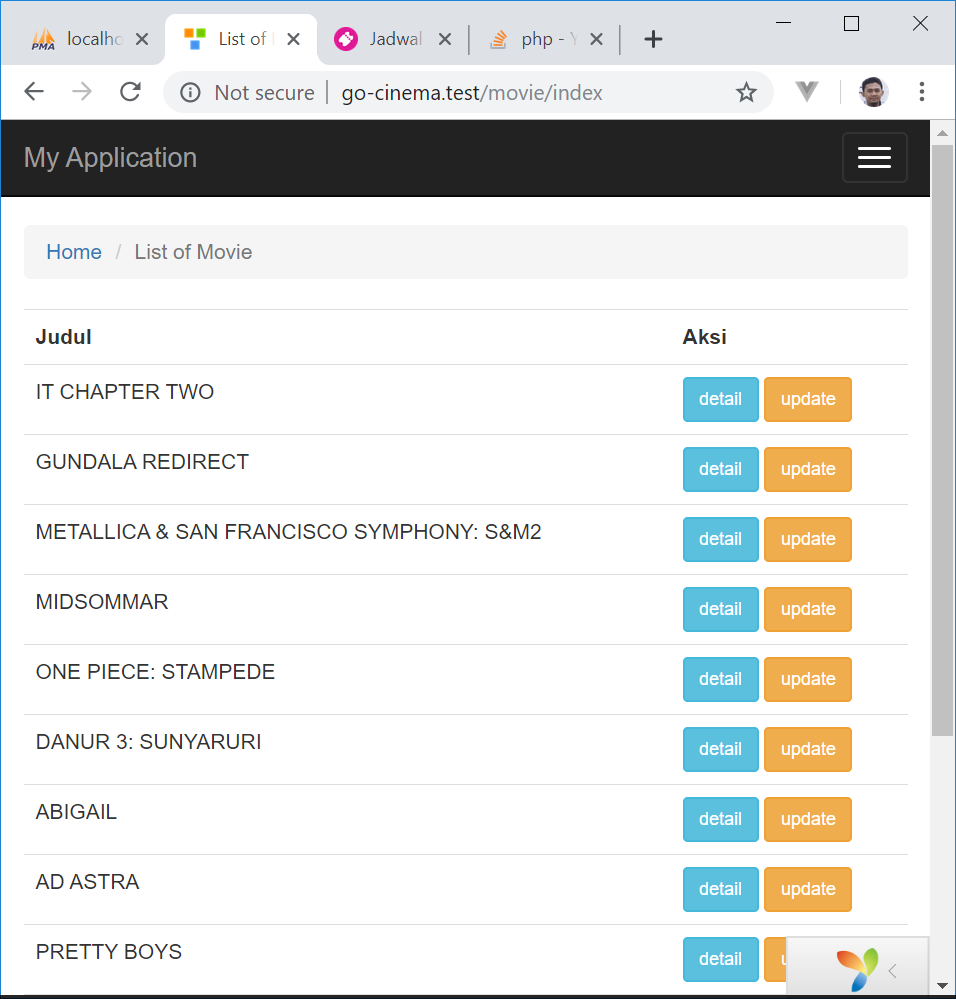 PMA localho List of Jadwal php - Y
Not secure go-cinema.test/movie/index
My Application
Home / List of Movie
Judul Aksi
IT CHAPTER TWO detail update
GUNDALA REDIRECT detail update
METALLICA & SAN FRANCISCO SYMPHONY: S&M2 detail update
MIDSOMMAR detail update
ONE PIECE: STAMPEDE detail update
DANUR 3: SUNYARURI detail update
ABIGAIL detail update
AD ASTRA detail update
PRETTY BOYS detail